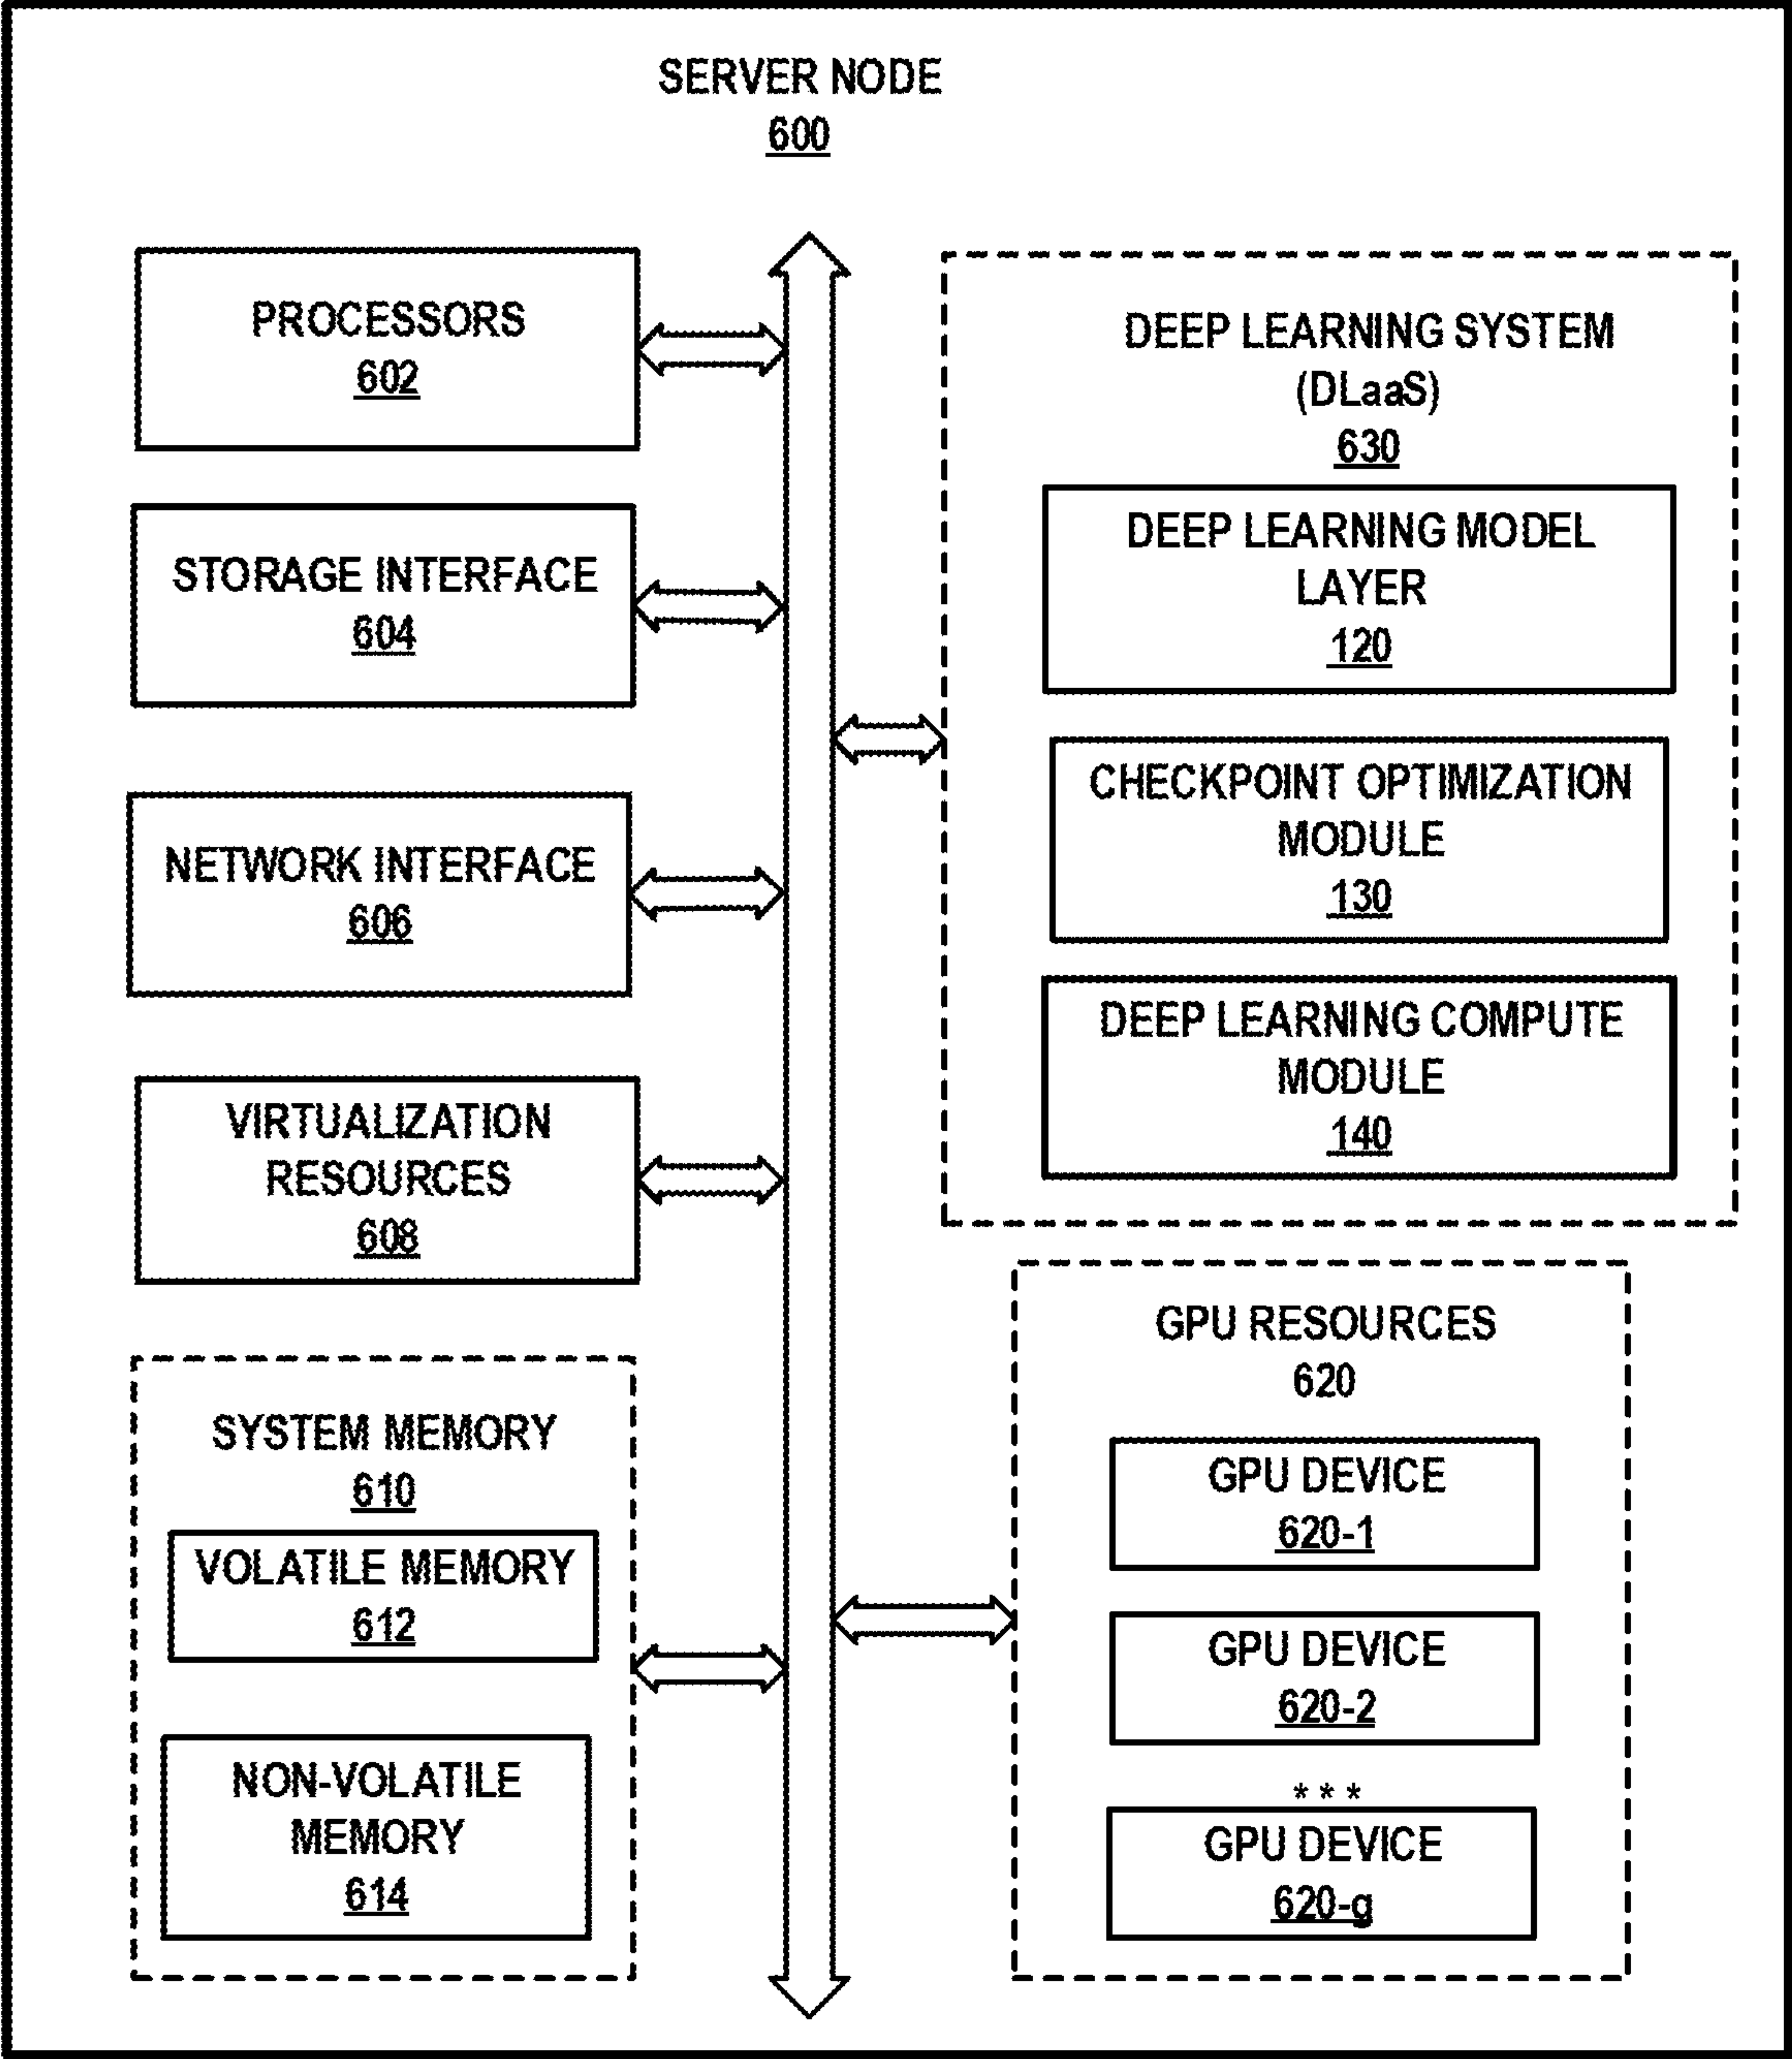 SERVER NODE
600
PROCESSORS
602
STORAGE INTERFACE
604
NETWORK INTERFACE
606
VIRTUALIZATION
RESOURCES
608
SYSTEM MEMORY
610
VOLATILE MEMORY
612
NON-VOLATILE
MEMORY
614
DEEP LEARNING SYSTEM
(DLaaS)
630
DEEP LEARNING MODEL
LAYER
120
CHECKPOINT OPTIMIZATION
MODULE
130
DEEP LEARNING COMPUTE
MODULE
140
GPU RESOURCES
620
GPU DEVICE
620-1
GPU DEVICE
620-2
* * *
GPU DEVICE
620-g